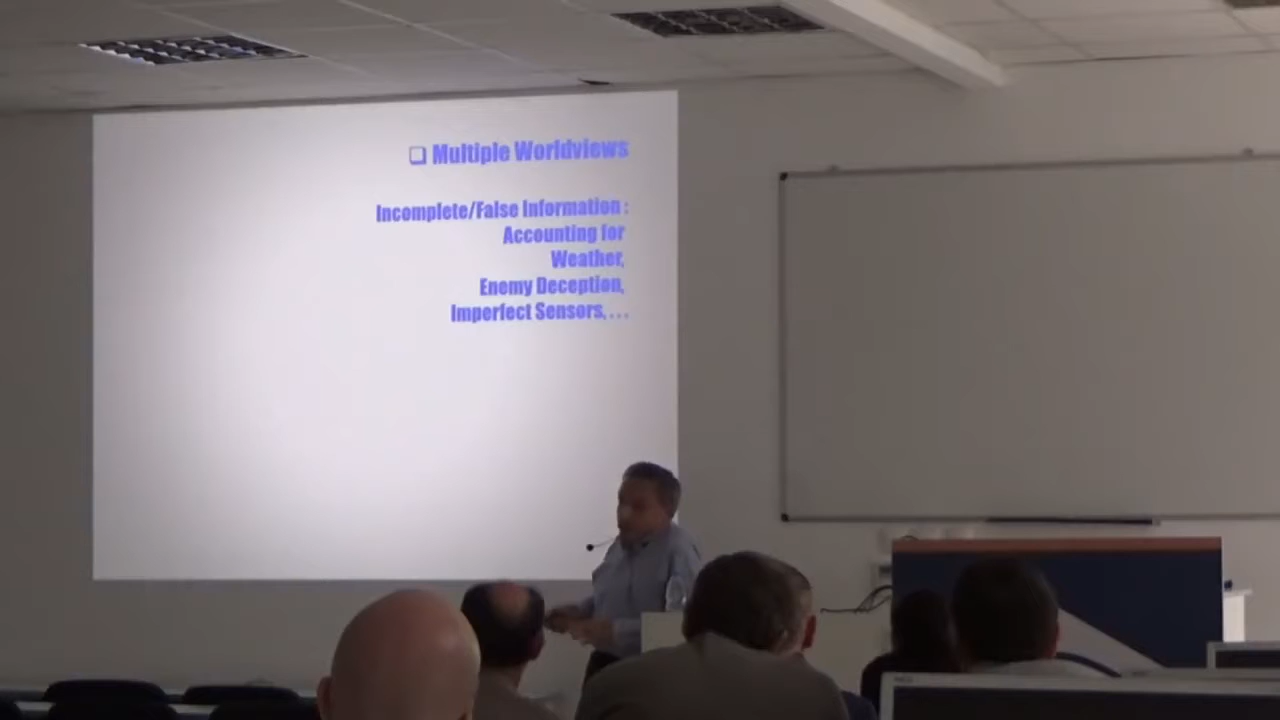 ❑ Multiple Worldviews
Incomplete/False Information :
Accounting for
Weather,
Enemy Deception,
Imperfect Sensors, . . .